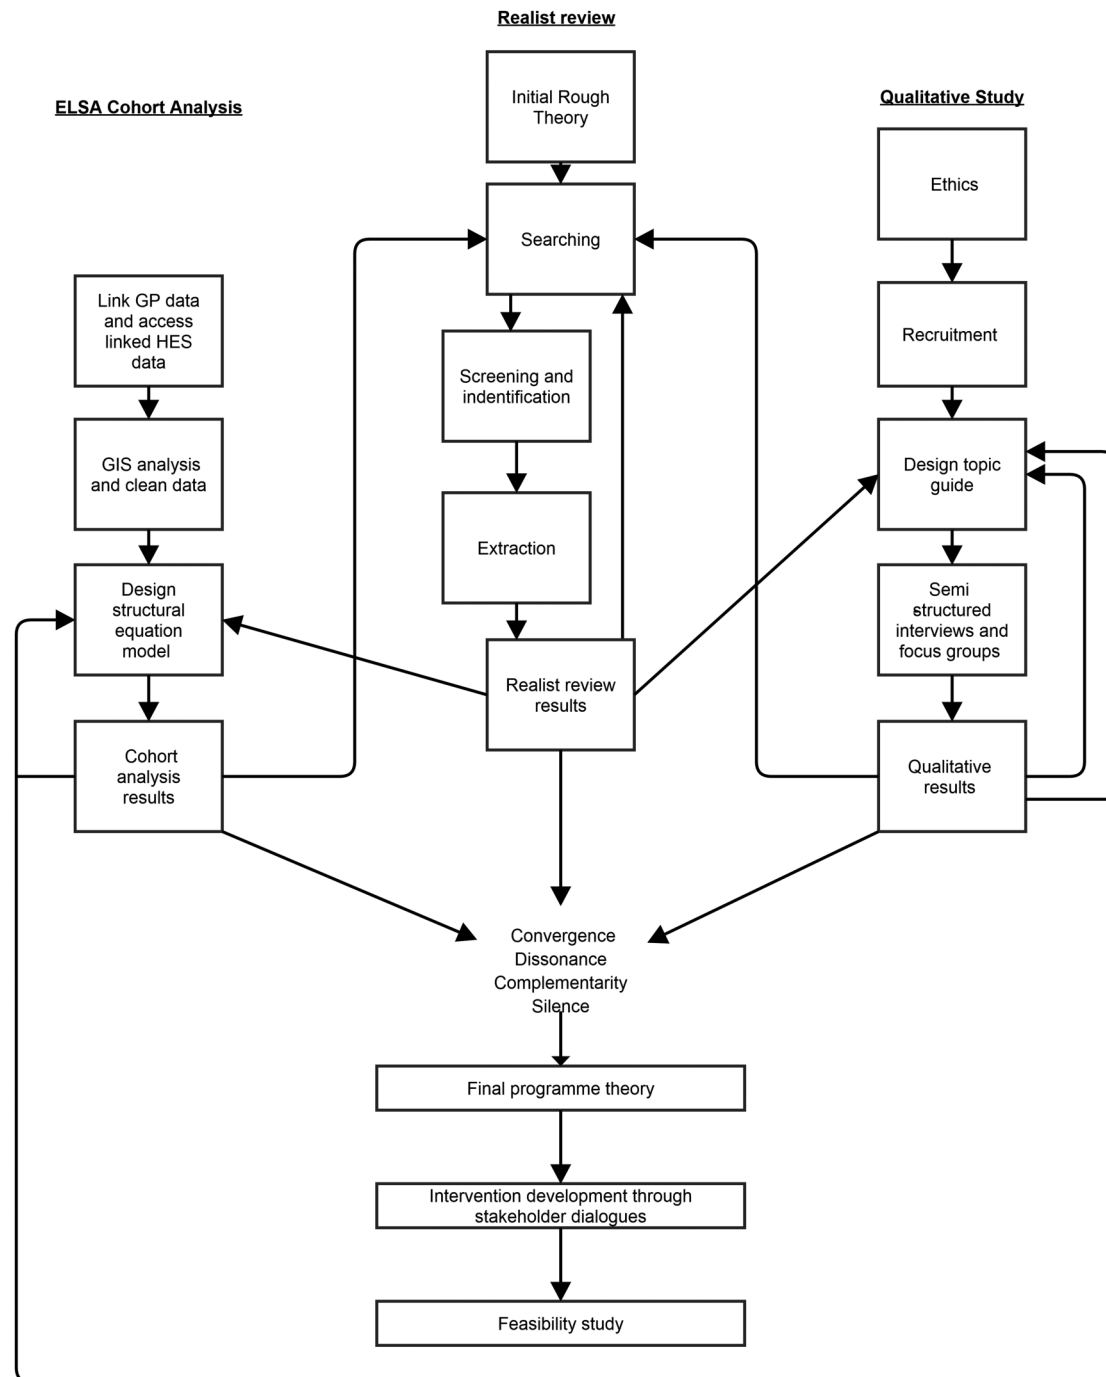 Realist review
ELSA Cohort Analysis
Qualitative Study
Initial Rough
Theory
Ethics
Searching
Link GP data
and access
linked HES
data
Recruitment
Screening and
indentification
GIS analysis
and clean data
Design topic
guide
Extraction
Design
structural
equation
model
Semi
structured
interviews and
focus groups
Realist review
results
Cohort
analysis
results
Qualitative
results
Convergence
Dissonance
Complementarity
Silence
Final programme theory
Intervention development through
stakeholder dialogues
Feasibility study